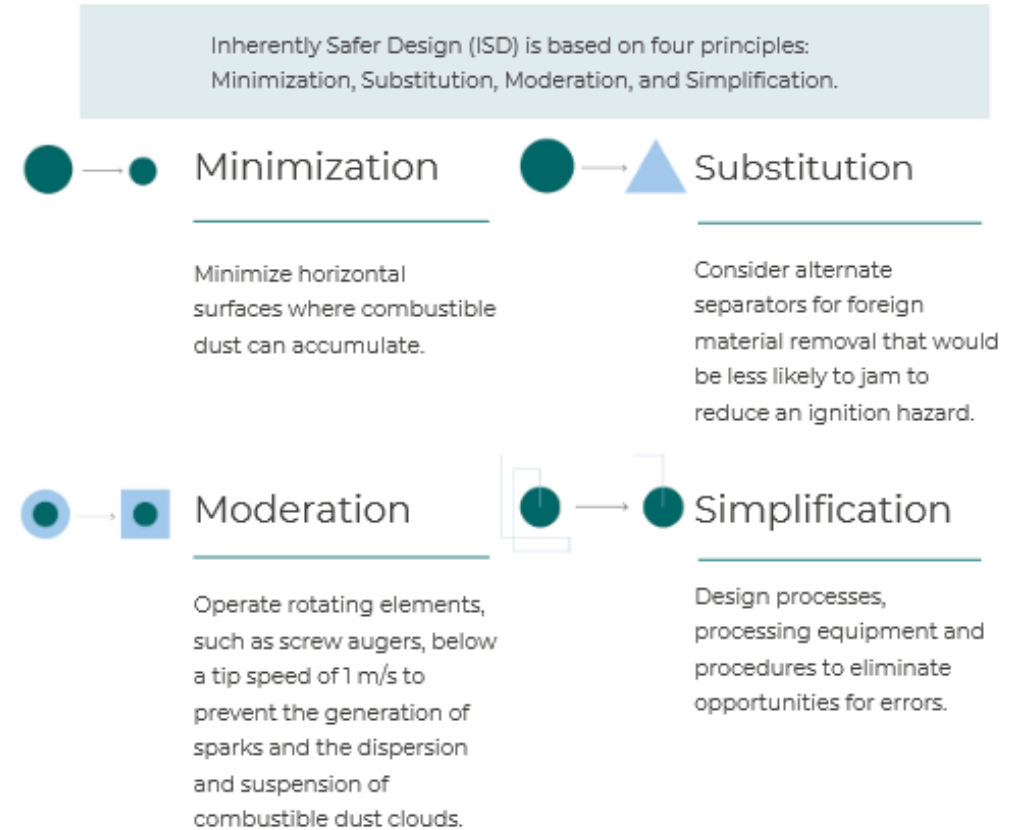 Inherently Safer Design (ISD) is based on four principles:
Minimization, Substitution, Moderation, and Simplification.
Minimization
Minimize horizontal
surfaces where combustible
dust can accumulate.
Substitution
Consider alternate
separators for foreign
material removal that would
be less likely to jam to
reduce an ignition hazard.
Moderation
Operate rotating elements,
such as screw augers, below
a tip speed of 1 m/s to
prevent the generation of
sparks and the dispersion
and suspension of
combustible dust clouds.
Simplification
Design processes,
processing equipment and
procedures to eliminate
opportunities for errors.